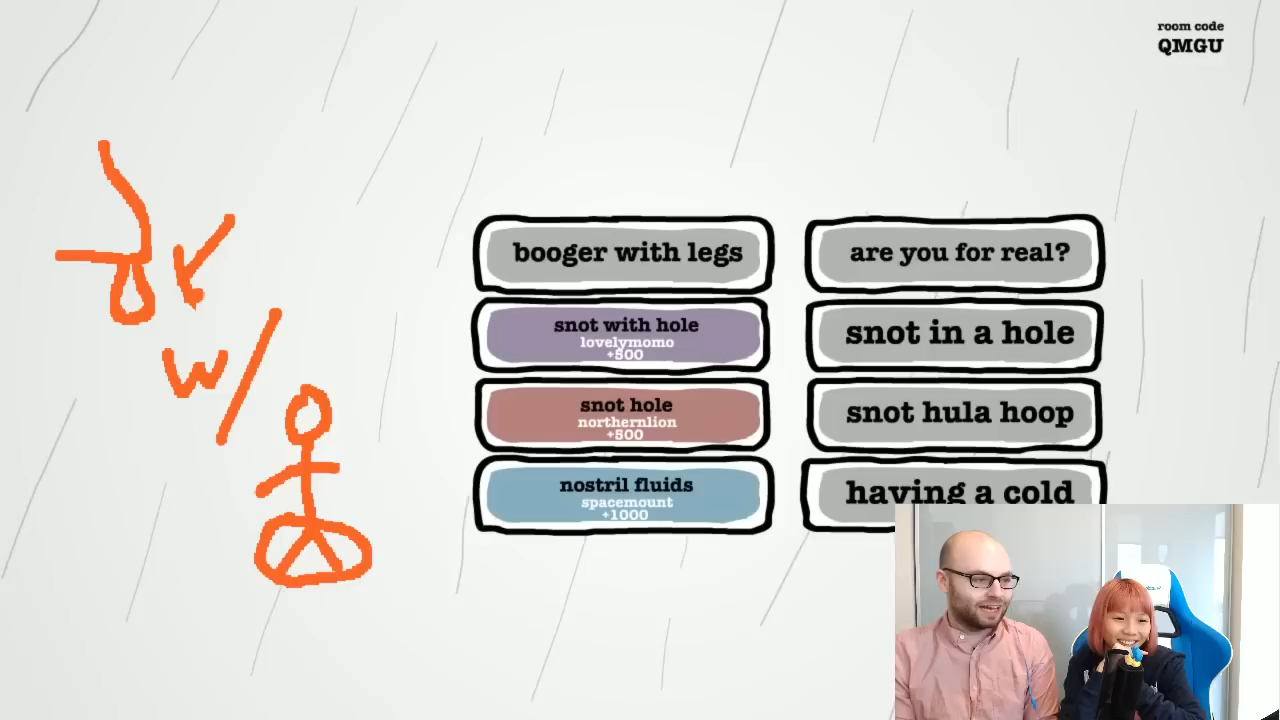 room code
QMGU
booger with legs
are you for real?
snot with hole
lovelymomo
+500
snot in a hole
snot hole
northernlion
+500
snot hula hoop
nostril fluids
spacemount
+1000
having a cold
w/